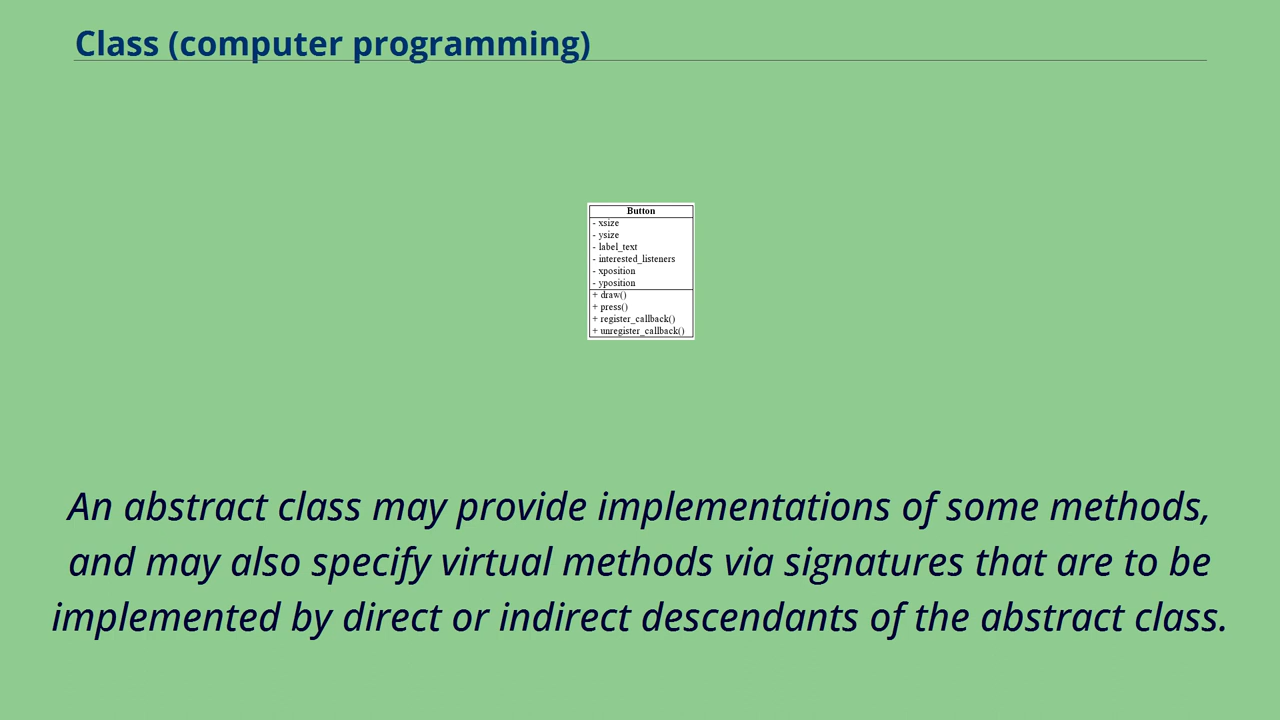 Class (computer programming)
Button
- xsize
- ysize
- label_text
- interested_listeners
- xposition
- yposition
+ draw()
+ press()
+ register_callback()
+ unregister_callback()
An abstract class may provide implementations of some methods,
and may also specify virtual methods via signatures that are to be
implemented by direct or indirect descendants of the abstract class.